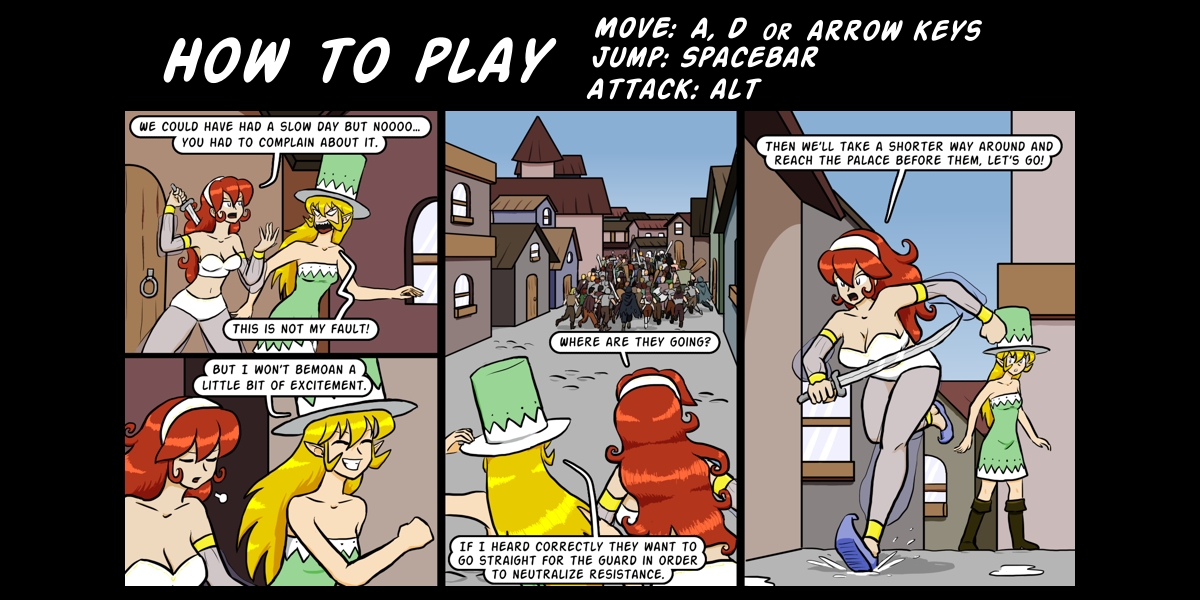 HOW TO PLAY
MOVE: A, D OR ARROW KEYS
JUMP: SPACEBAR
ATTACK: ALT
WE COULD HAVE HAD A SLOW DAY BUT NOOOO...
YOU HAD TO COMPLAIN ABOUT IT.
THIS IS NOT MY FAULT!
BUT I WON'T BEMOAN A
LITTLE BIT OF EXCITEMENT.
WHERE ARE THEY GOING?
IF I HEARD CORRECTLY THEY WANT TO
GO STRAIGHT FOR THE GUARD IN ORDER
TO NEUTRALIZE RESISTANCE.
THEN WE'LL TAKE A SHORTER WAY AROUND AND
REACH THE PALACE BEFORE THEM, LET'S GO!